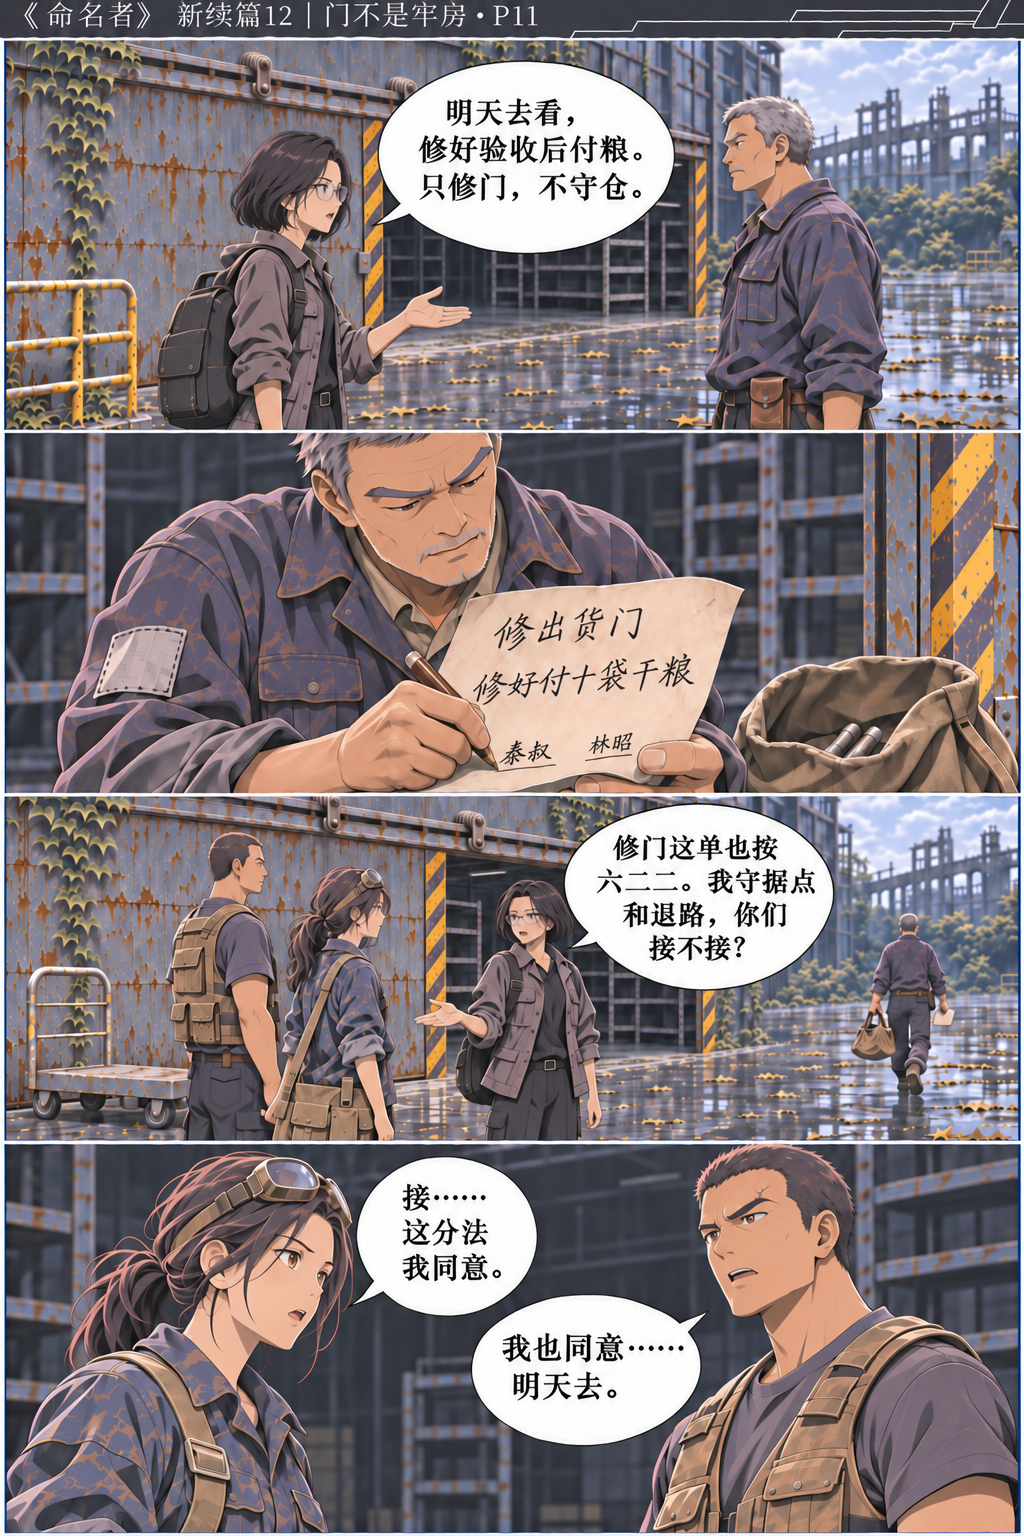 《命名者》 新续篇12｜门不是牢房·P11
明天去看，
修好验收后付粮。
只修门，不守仓。
修出货门
修好付十袋干粮
秦叔 林昭
修门这单也按
六二二。我守据点
和退路，你们
接不接？
接……
这分法
我同意。
我也同意……
明天去。